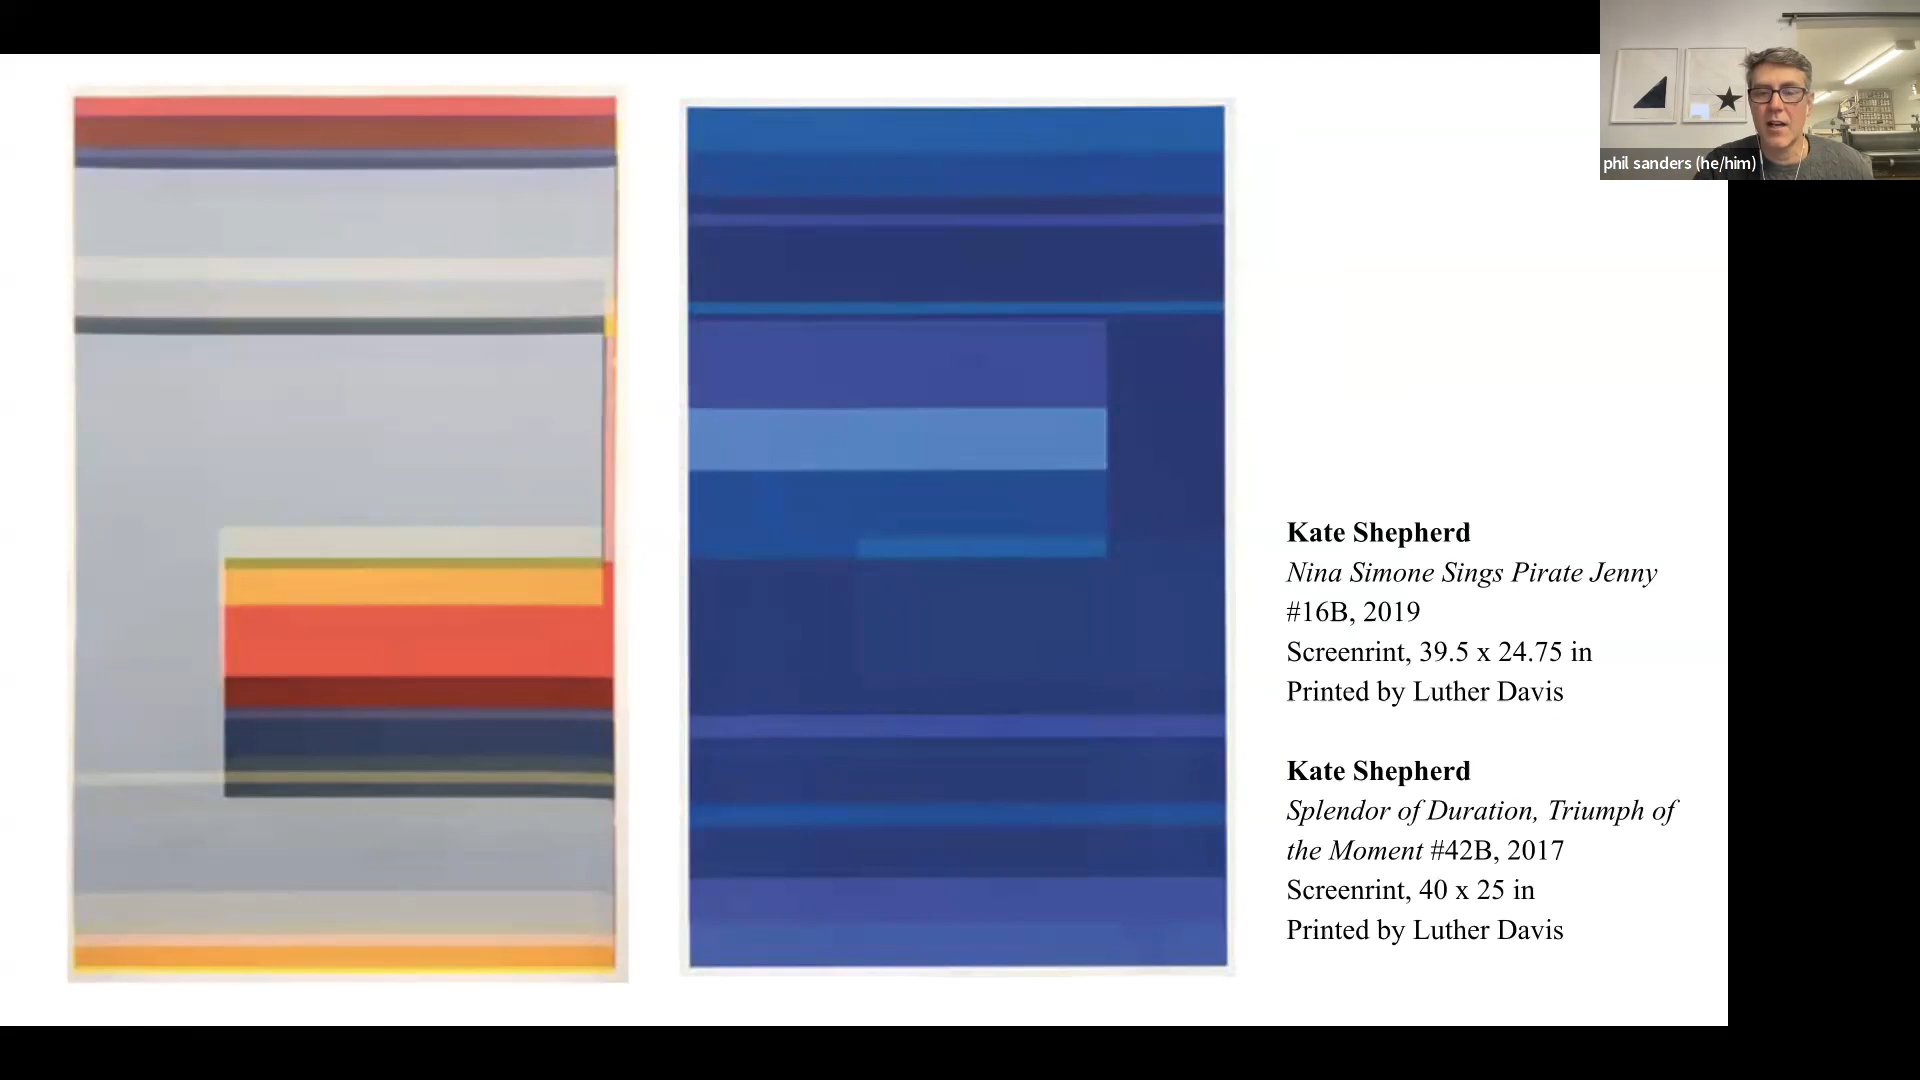 phil sanders (he/him)
Kate Shepherd
Nina Simone Sings Pirate Jenny
#16B, 2019
Screenrint, 39.5 x 24.75 in
Printed by Luther Davis
Kate Shepherd
Splendor of Duration, Triumph of
the Moment #42B, 2017
Screenrint, 40 x 25 in
Printed by Luther Davis